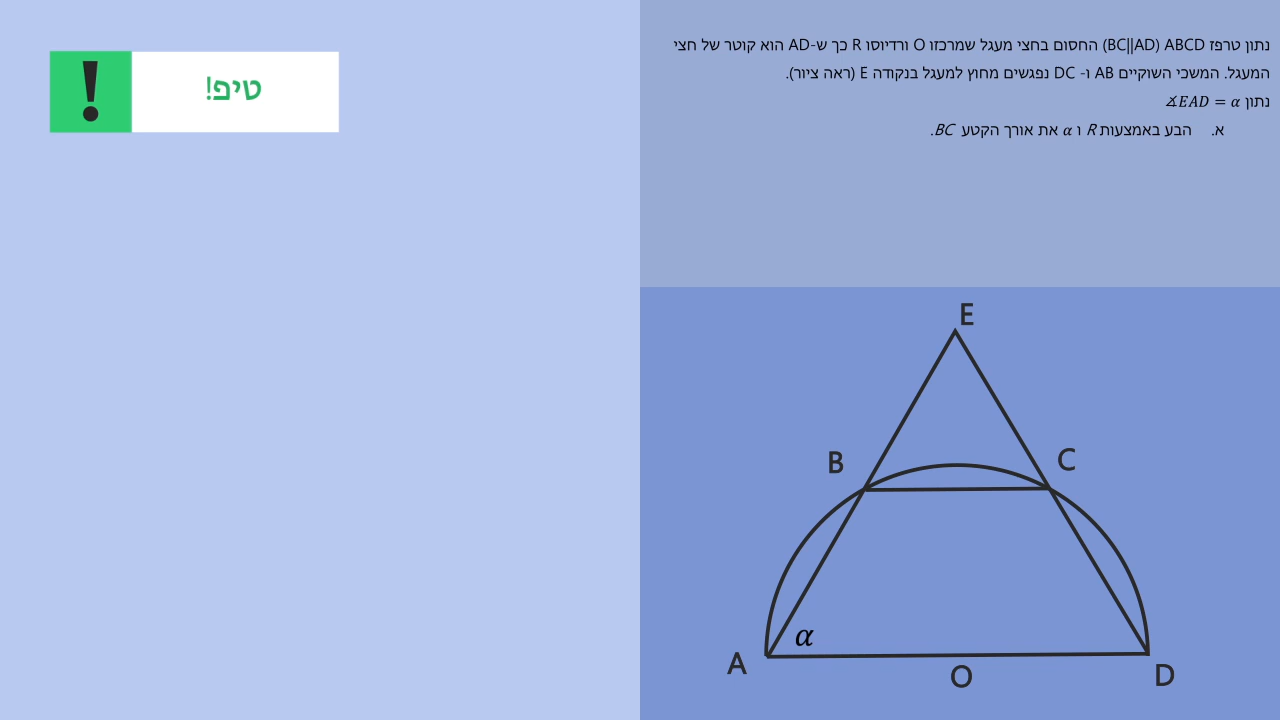 טיפ!
נתון טרפז ABCD (BC||AD) החסום בחצי מעגל שמרכזו O ורדיוסו R כך ש-AD הוא קוטר של חצי
המעגל. המשכי השוקיים AB ו- DC נפגשים מחוץ למעגל בנקודה E (ראה ציור).
נתון ∡EAD = α
א. הבע באמצעות R ו α את אורך הקטע BC.
E
B
C
α
A
O
D